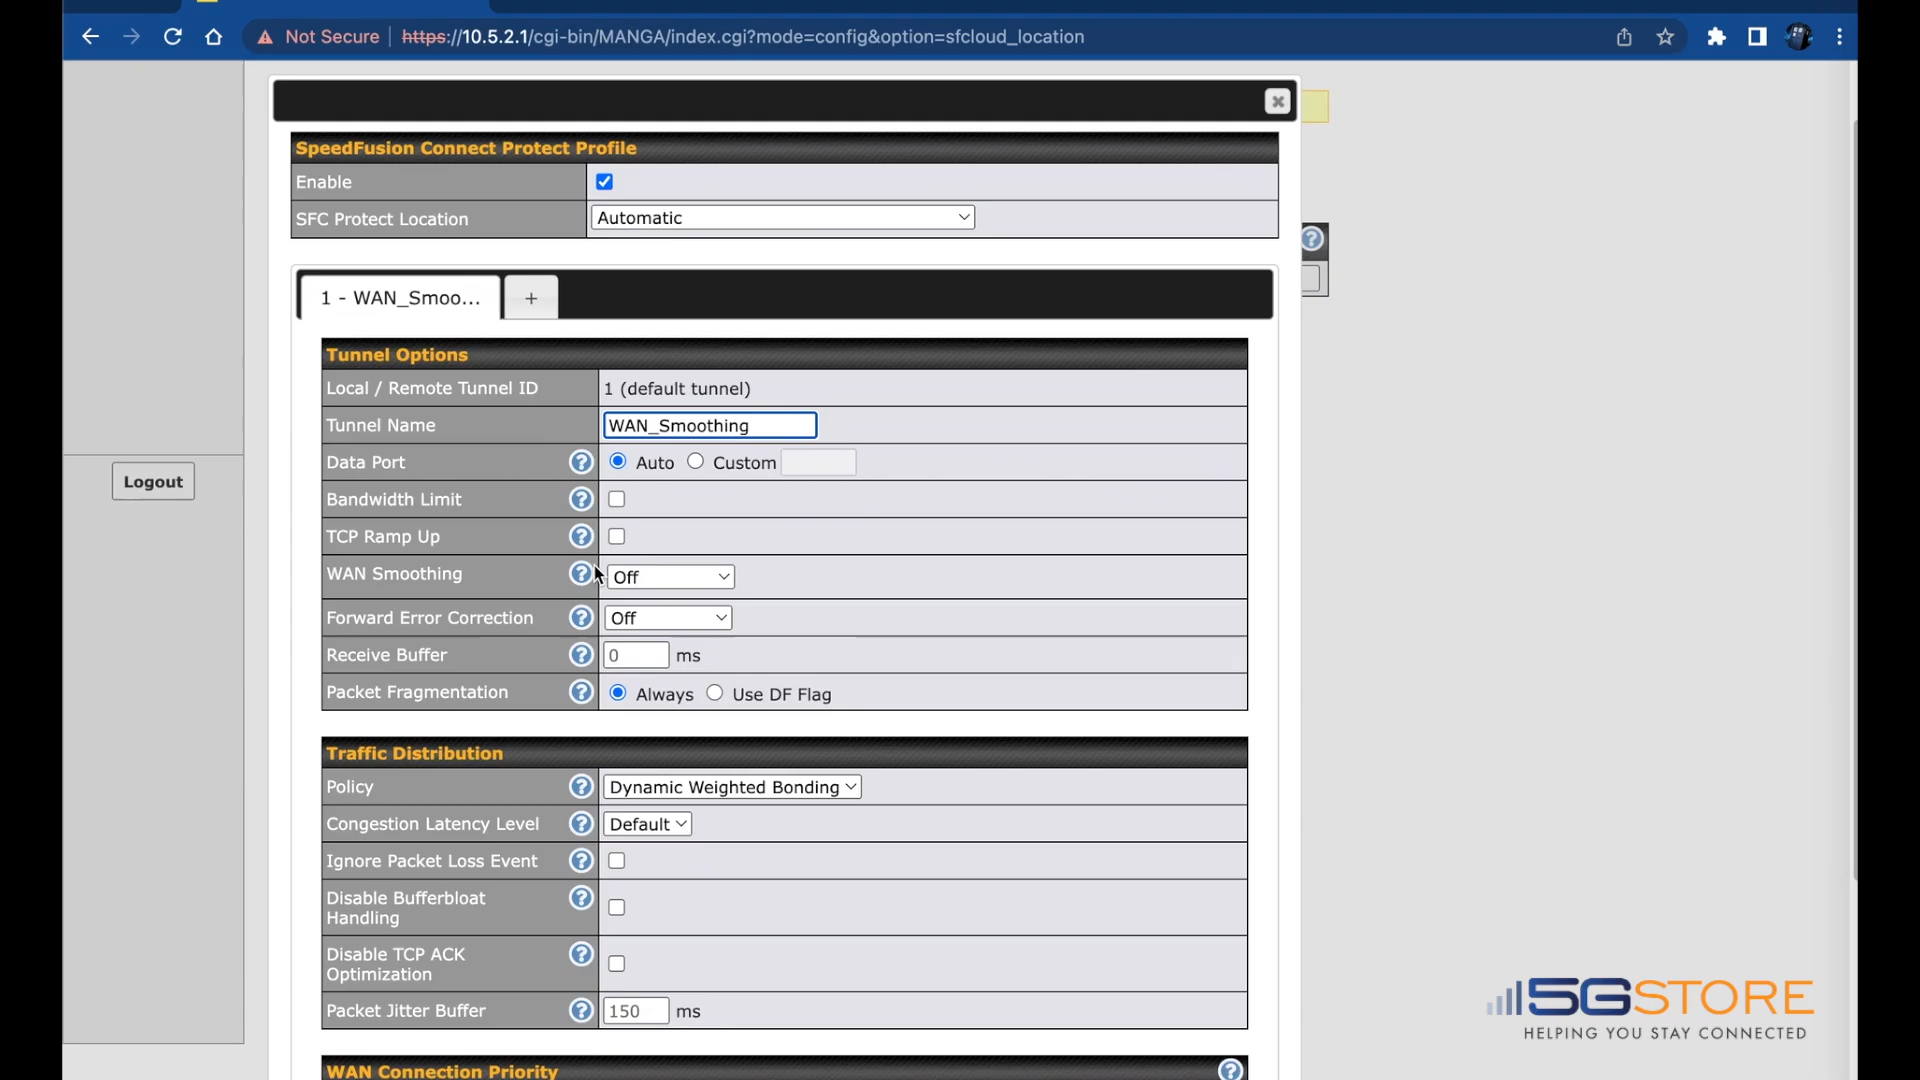 Not Secure | https://10.5.2.1/cgi-bin/MANGA/index.cgi?mode=config&option=sfcloud_location
SpeedFusion Connect Protect Profile
Enable
SFC Protect Location Automatic
1 - WAN_Smoo... +
Tunnel Options
Local / Remote Tunnel ID 1 (default tunnel)
Tunnel Name WAN_Smoothing
Data Port ? Auto Custom
Logout
Bandwidth Limit ?
TCP Ramp Up ?
WAN Smoothing ? Off
Forward Error Correction ? Off
Receive Buffer ? 0 ms
Packet Fragmentation ? Always Use DF Flag
Traffic Distribution
Policy ? Dynamic Weighted Bonding
Congestion Latency Level ? Default
Ignore Packet Loss Event ?
Disable Bufferbloat
Handling ?
Disable TCP ACK
Optimization ?
Packet Jitter Buffer ? 150 ms
WAN Connection Priority ?
5GSTORE
HELPING YOU STAY CONNECTED